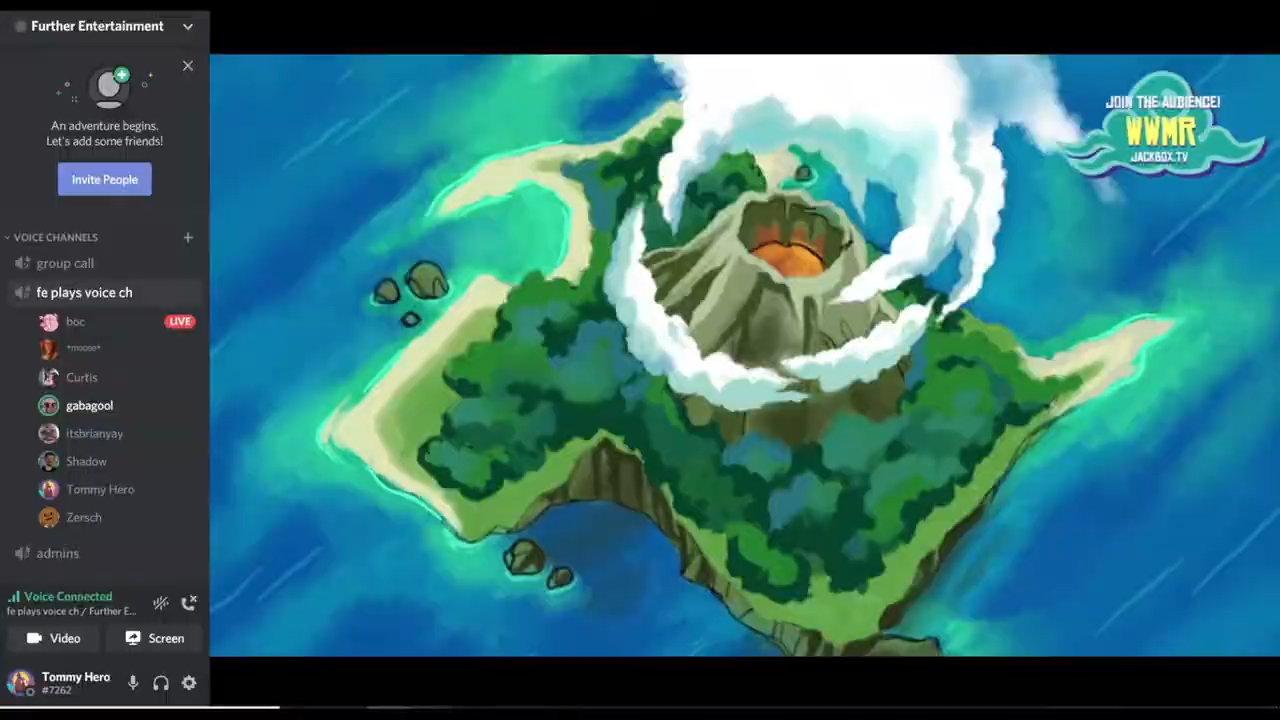 Further Entertainment
An adventure begins.
Let's add some friends!
Invite People
VOICE CHANNELS
group call
fe plays voice ch
boc
LIVE
*moose*
Curtis
gabagool
itsbrianyay
Shadow
Tommy Hero
Zersch
admins
Voice Connected
fe plays voice ch / Further E...
Video
Screen
Tommy Hero
#7262
JOIN THE AUDIENCE!
WWMR
JACKBOX.TV